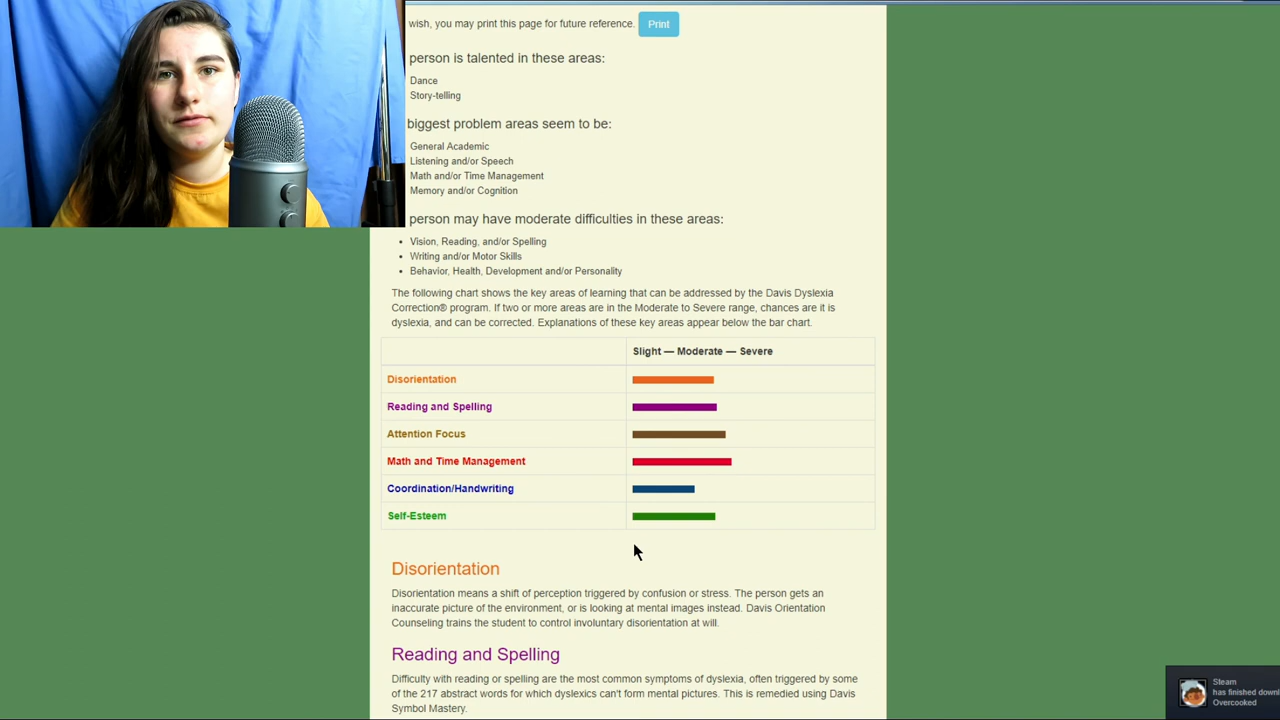 wish, you may print this page for future reference. Print
person is talented in these areas:
Dance
Story-telling
biggest problem areas seem to be:
General Academic
Listening and/or Speech
Math and/or Time Management
Memory and/or Cognition
person may have moderate difficulties in these areas:
• Vision, Reading, and/or Spelling
• Writing and/or Motor Skills
• Behavior, Health, Development and/or Personality
The following chart shows the key areas of learning that can be addressed by the Davis Dyslexia
Correction® program. If two or more areas are in the Moderate to Severe range, chances are it is
dyslexia, and can be corrected. Explanations of these key areas appear below the bar chart.
Slight — Moderate — Severe
Disorientation
Reading and Spelling
Attention Focus
Math and Time Management
Coordination/Handwriting
Self-Esteem
Disorientation
Disorientation means a shift of perception triggered by confusion or stress. The person gets an
inaccurate picture of the environment, or is looking at mental images instead. Davis Orientation
Counseling trains the student to control involuntary disorientation at will.
Reading and Spelling
Difficulty with reading or spelling are the most common symptoms of dyslexia, often triggered by some
of the 217 abstract words for which dyslexics can't form mental pictures. This is remedied using Davis
Symbol Mastery.
Steam
has finished downl
Overcooked